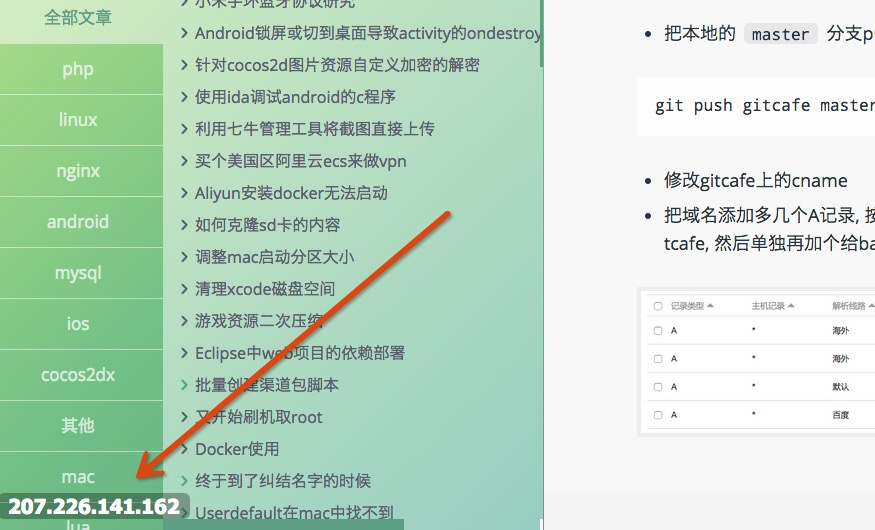 全部文章
php
linux
nginx
android
mysql
ios
cocos2dx
其他
mac
207.226.141.162
lua
小米手环蓝牙协议研究
Android锁屏或切到桌面导致activity的ondestroy
针对cocos2d图片资源自定义加密的解密
使用ida调试android的c程序
利用七牛管理工具将截图直接上传
买个美国区阿里云ecs来做vpn
Aliyun安装docker无法启动
如何克隆sd卡的内容
调整mac启动分区大小
清理xcode磁盘空间
游戏资源二次压缩
Eclipse中web项目的依赖部署
批量创建渠道包脚本
又开始刷机取root
Docker使用
终于到了纠结名字的时候
Userdefault在mac中找不到
把本地的 master 分支pu
git push gitcafe master
修改gitcafe上的cname
把域名添加多几个A记录, 按
tcafe, 然后单独再加个给ba
记录类型 主机记录 解析线路
A * 海外
A * 海外
A * 默认
A * 百度